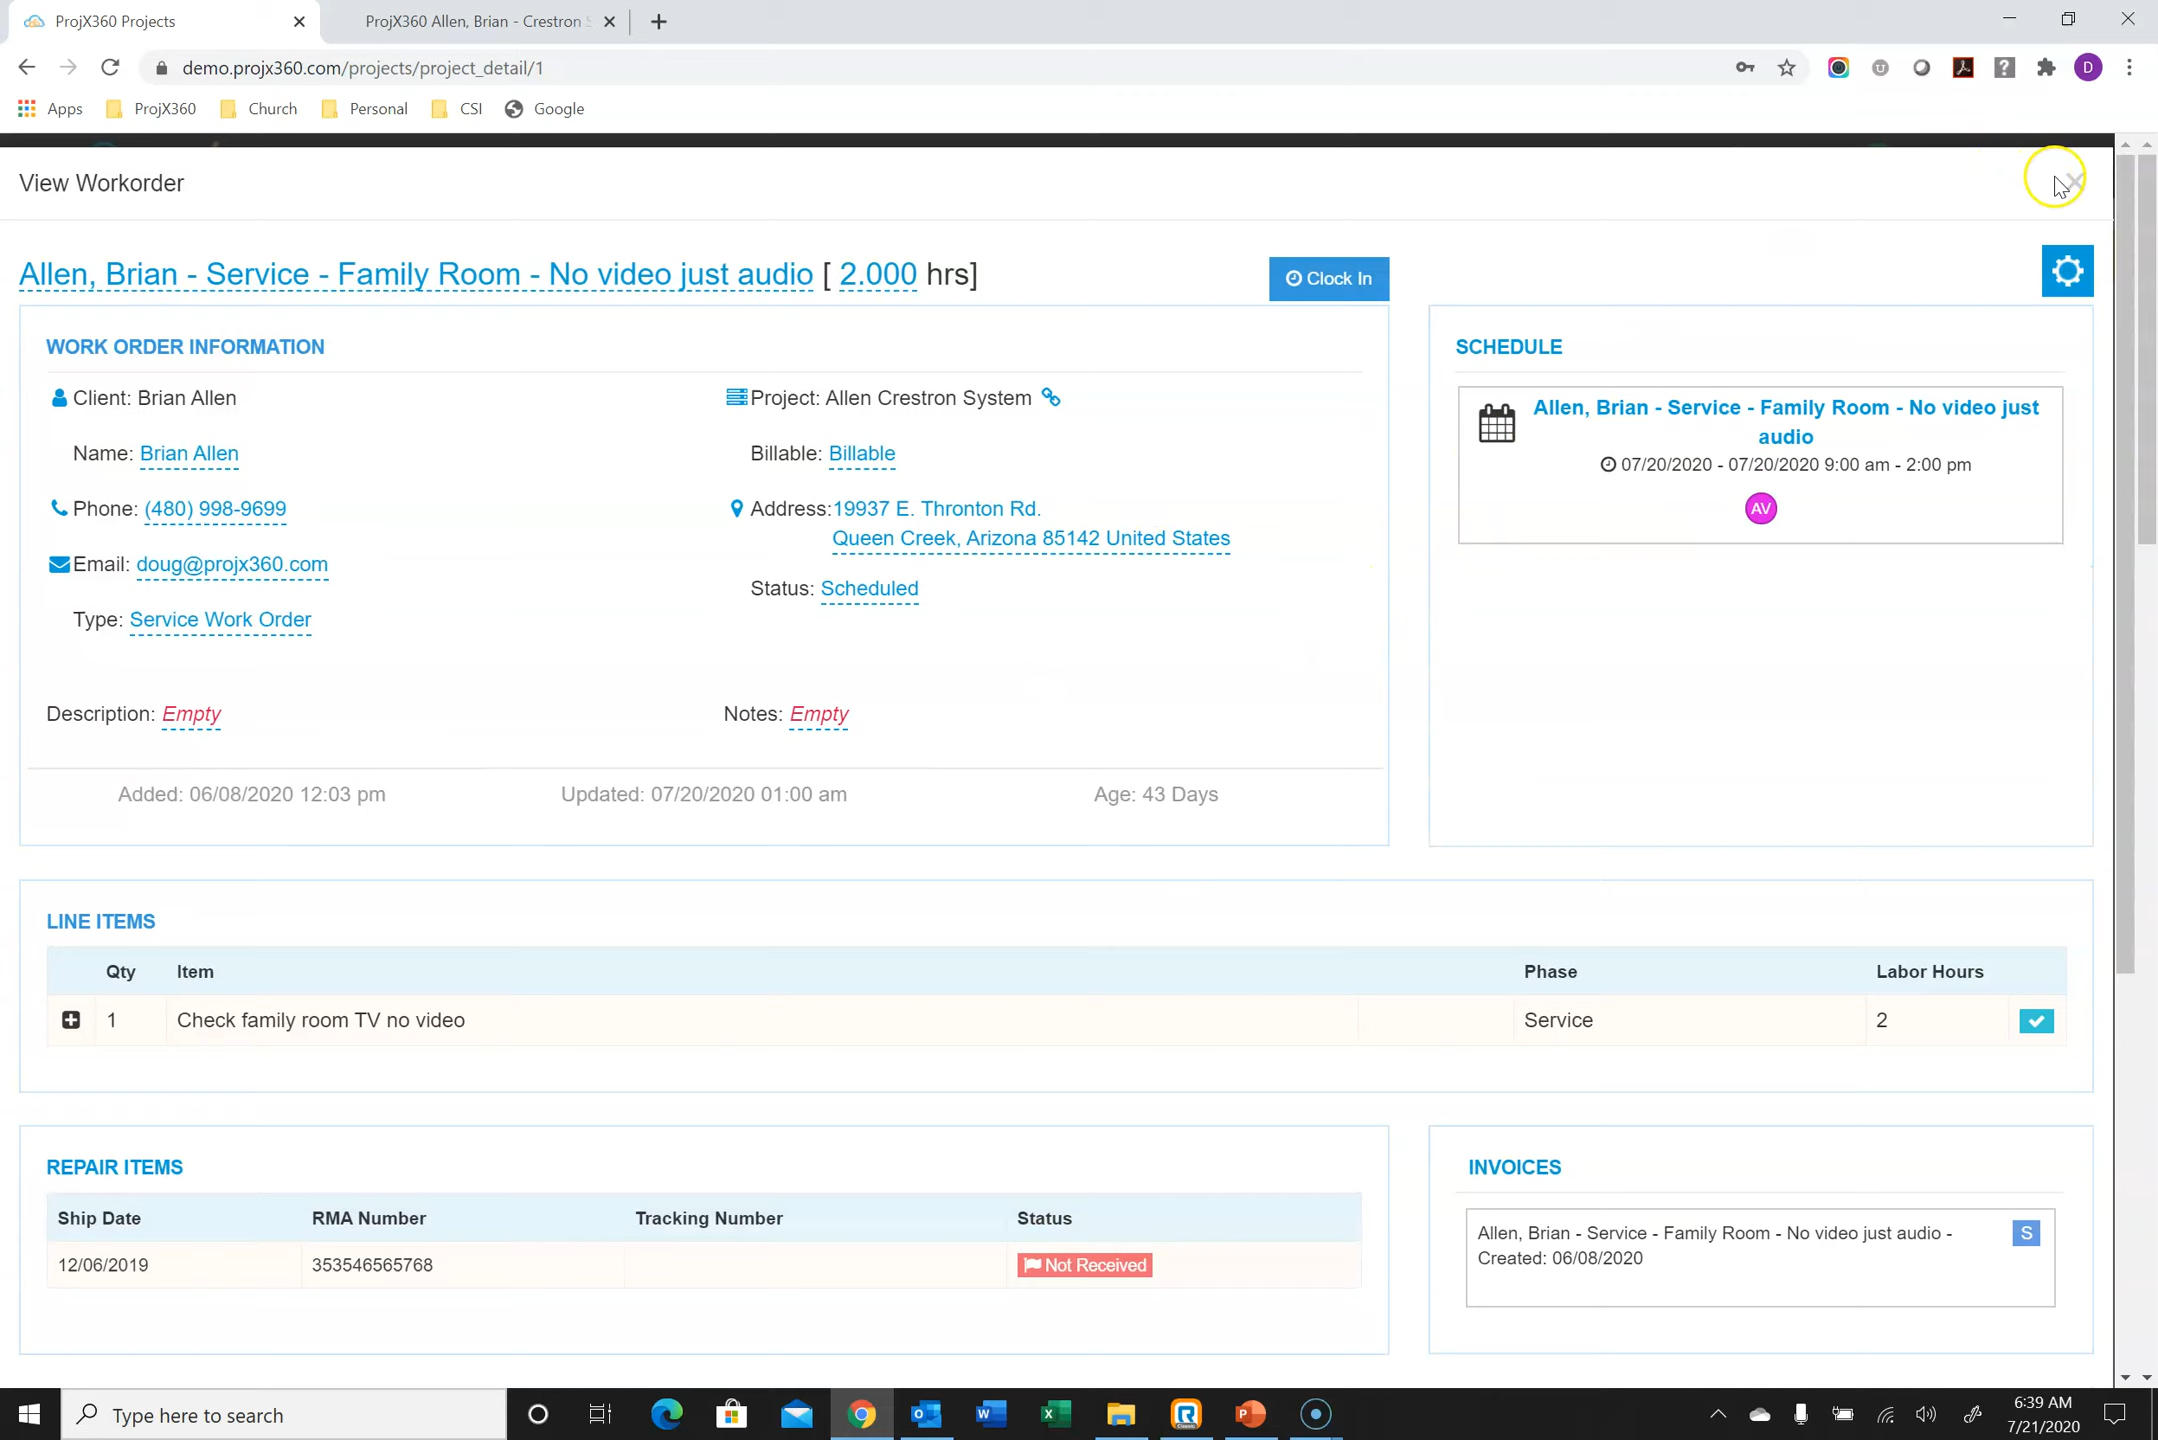 ProjX360 Projects
ProjX360 Allen, Brian - Crestron
demo.projx360.com/projects/project_detail/1
D
Apps ProjX360 Church Personal CSI Google
View Workorder
Allen, Brian - Service - Family Room - No video just audio [ 2.000 hrs]
Clock In
WORK ORDER INFORMATION
Client: Brian Allen
Project: Allen Crestron System
Name: Brian Allen
Billable: Billable
Phone: (480) 998-9699
Address: 19937 E. Thronton Rd.
Queen Creek, Arizona 85142 United States
Email: doug@projx360.com
Status: Scheduled
Type: Service Work Order
Description: Empty
Notes: Empty
Added: 06/08/2020 12:03 pm
Updated: 07/20/2020 01:00 am
Age: 43 Days
SCHEDULE
Allen, Brian - Service - Family Room - No video just
audio
07/20/2020 - 07/20/2020 9:00 am - 2:00 pm
AV
LINE ITEMS
Qty Item Phase Labor Hours
1 Check family room TV no video Service 2
REPAIR ITEMS
Ship Date RMA Number Tracking Number Status
12/06/2019 353546565768 Not Received
INVOICES
Allen, Brian - Service - Family Room - No video just audio -
Created: 06/08/2020
S
Type here to search
6:39 AM
7/21/2020